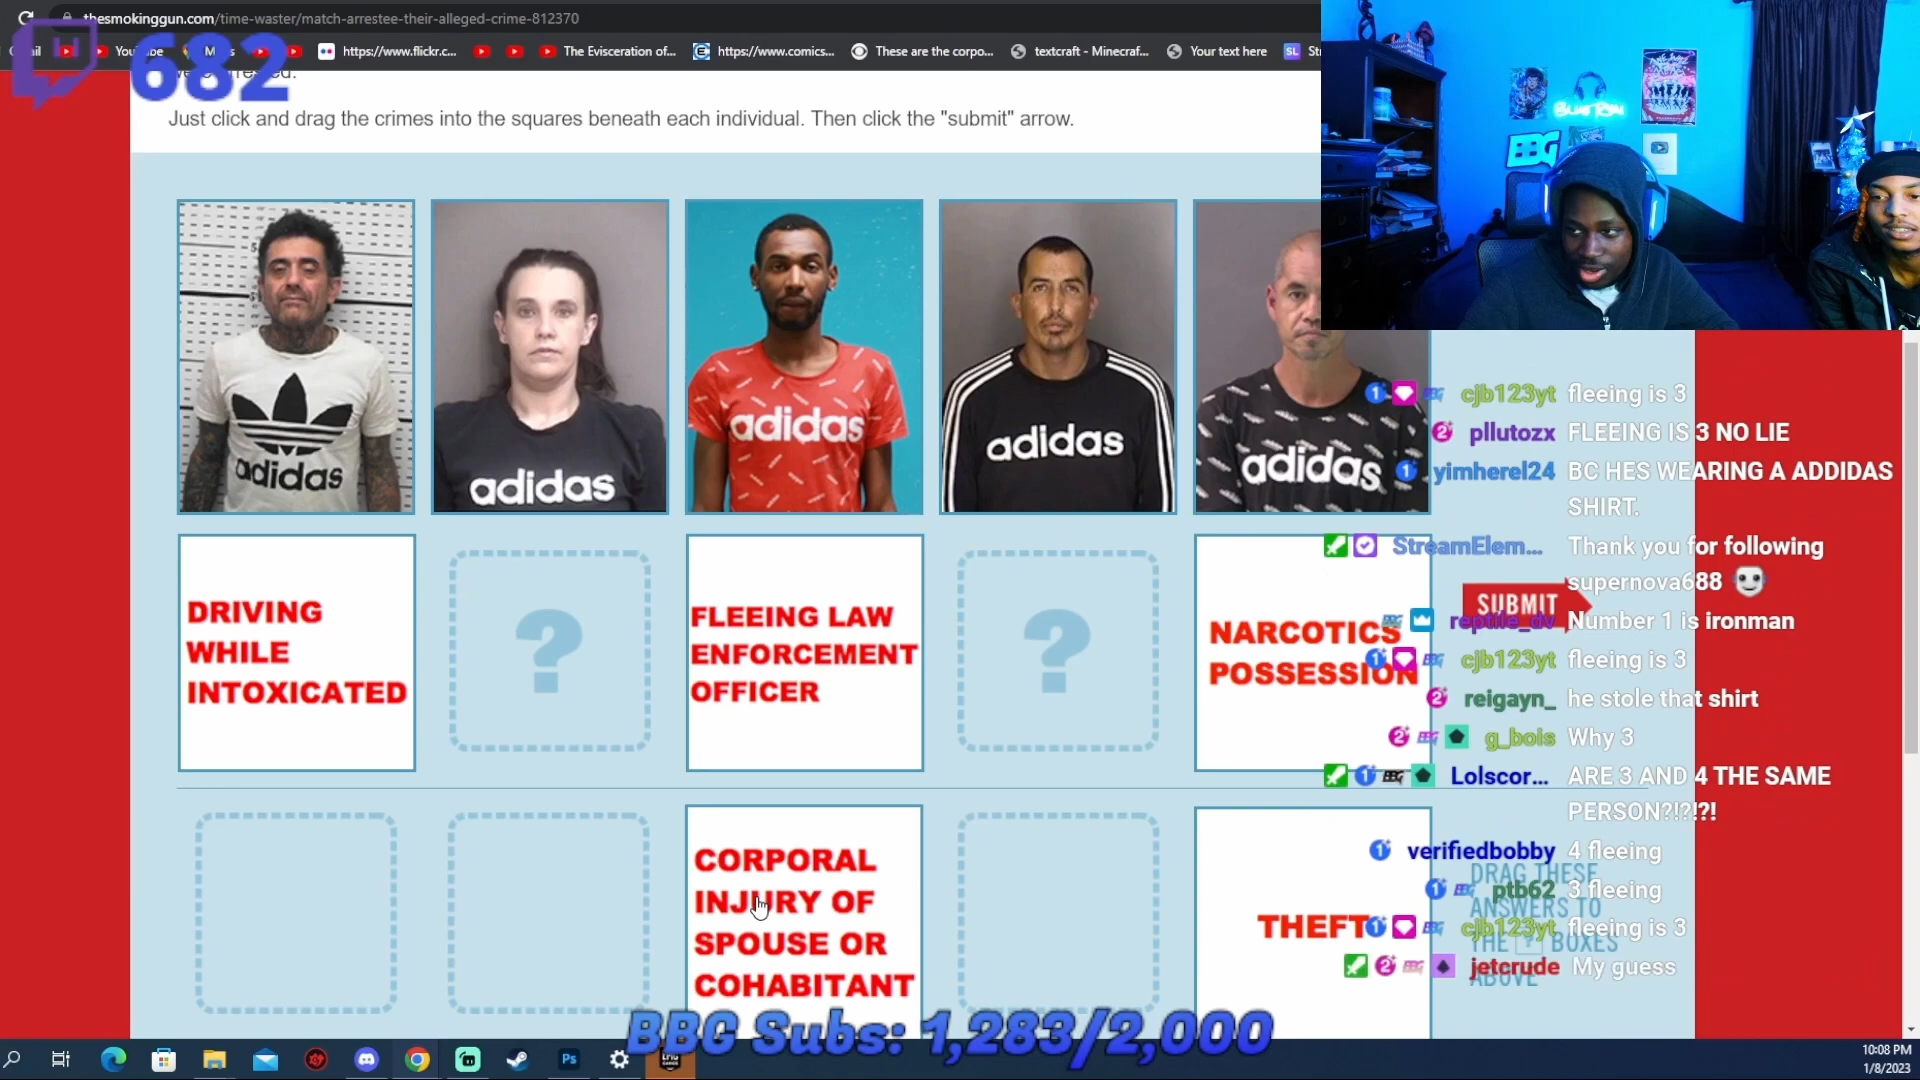 thesmokinggun.com/time-waster/match-arrestee-their-alleged-crime-812370
https://www.flickr.c...
The Evisceration of...
https://www.comics...
These are the corpo...
textcraft - Minecraf...
Your text here
SL
682
Just click and drag the crimes into the squares beneath each individual. Then click the "submit" arrow.
BBG
adidas
adidas
adidas
adidas
adidas
DRIVING
WHILE
INTOXICATED
?
FLEEING LAW
ENFORCEMENT
OFFICER
?
NARCOTICS
POSSESSION
SUBMIT
CORPORAL
INJURY OF
SPOUSE OR
COHABITANT
THEFT
DRAG THESE
ANSWERS TO
THE ? BOXES
ABOVE
cjb123yt fleeing is 3
pllutozx FLEEING IS 3 NO LIE
yimherel24 BC HES WEARING A ADDIDAS
SHIRT.
StreamElem... Thank you for following
supernova688
reptile_dv Number 1 is ironman
cjb123yt fleeing is 3
reigayn_ he stole that shirt
g_bois Why 3
Lolscor... ARE 3 AND 4 THE SAME
PERSON?!?!?!
verifiedbobby 4 fleeing
ptb62 3 fleeing
cjb123yt fleeing is 3
jetcrude My guess
BBG Subs: 1,283/2,000
Ps
10:08 PM
1/8/2023